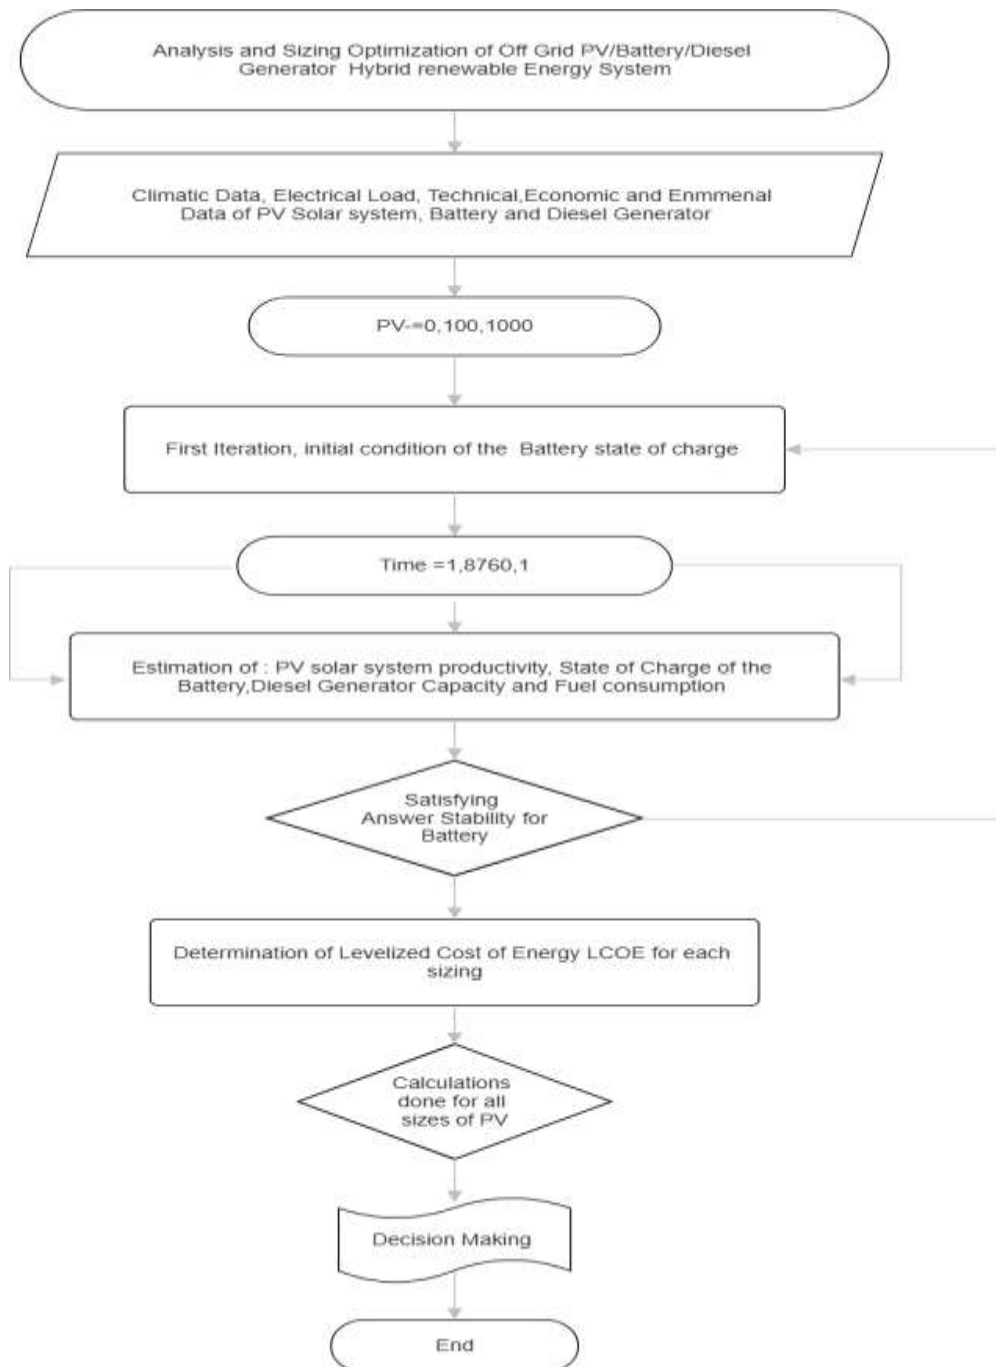 Analysis and Sizing Optimization of Off Grid PV/Battery/Diesel
Generator Hybrid renewable Energy System
Climatic Data, Electrical Load, Technical,Economic and Enmmenal
Data of PV Solar system, Battery and Diesel Generator
PV-=0,100,1000
First Iteration, initial condition of the Battery state of charge
Time =1,8760,1
Estimation of : PV solar system productivity, State of Charge of the
Battery,Diesel Generator Capacity and Fuel consumption
Satisfying
Answer Stability for
Battery
Determination of Levelized Cost of Energy LCOE for each
sizing
Calculations
done for all
sizes of PV
Decision Making
End